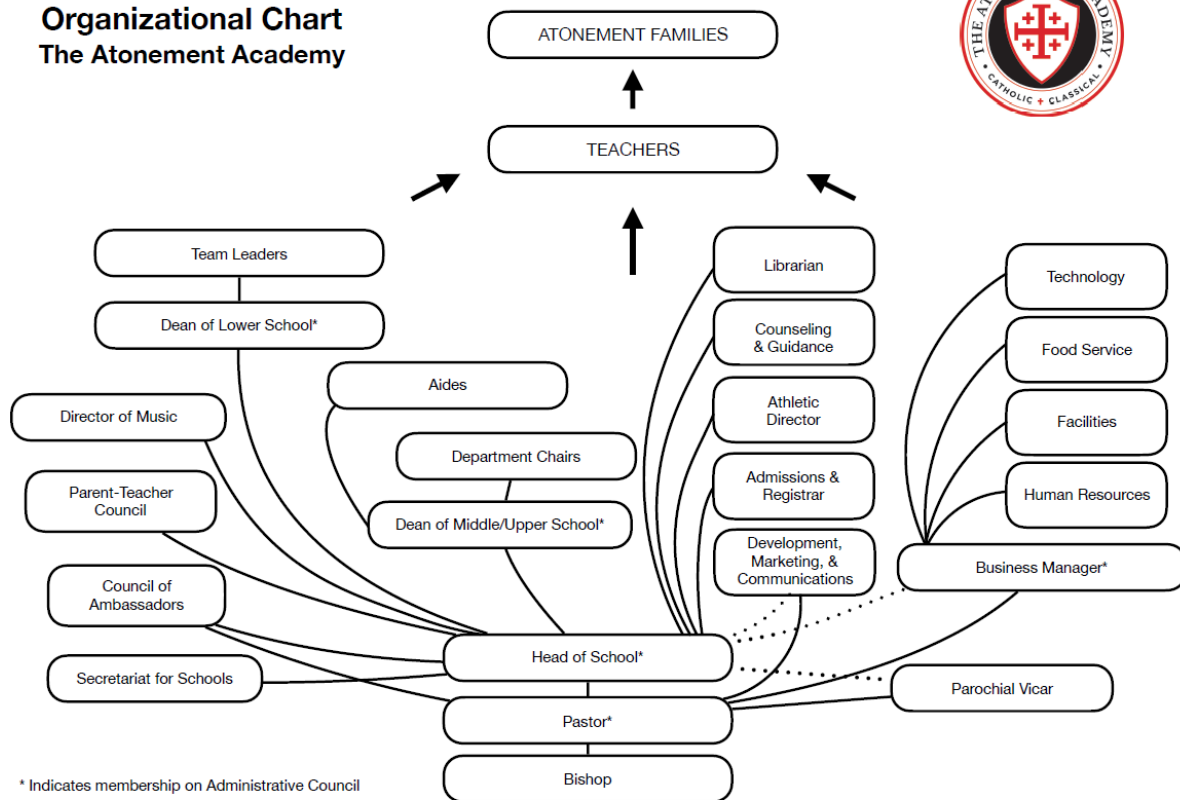 Organizational Chart
The Atonement Academy
ATONEMENT FAMILIES
THE AT
ADEMY
• CATHOLIC + CLASSICAL •
TEACHERS
Team Leaders
Dean of Lower School*
Librarian
Technology
Counseling
& Guidance
Food Service
Aides
Director of Music
Athletic
Director
Facilities
Department Chairs
Parent-Teacher
Council
Admissions &
Registrar
Human Resources
Dean of Middle/Upper School*
Development,
Marketing, &
Communications
Business Manager*
Council of
Ambassadors
Head of School*
Secretariat for Schools
Parochial Vicar
Pastor*
Bishop
* Indicates membership on Administrative Council